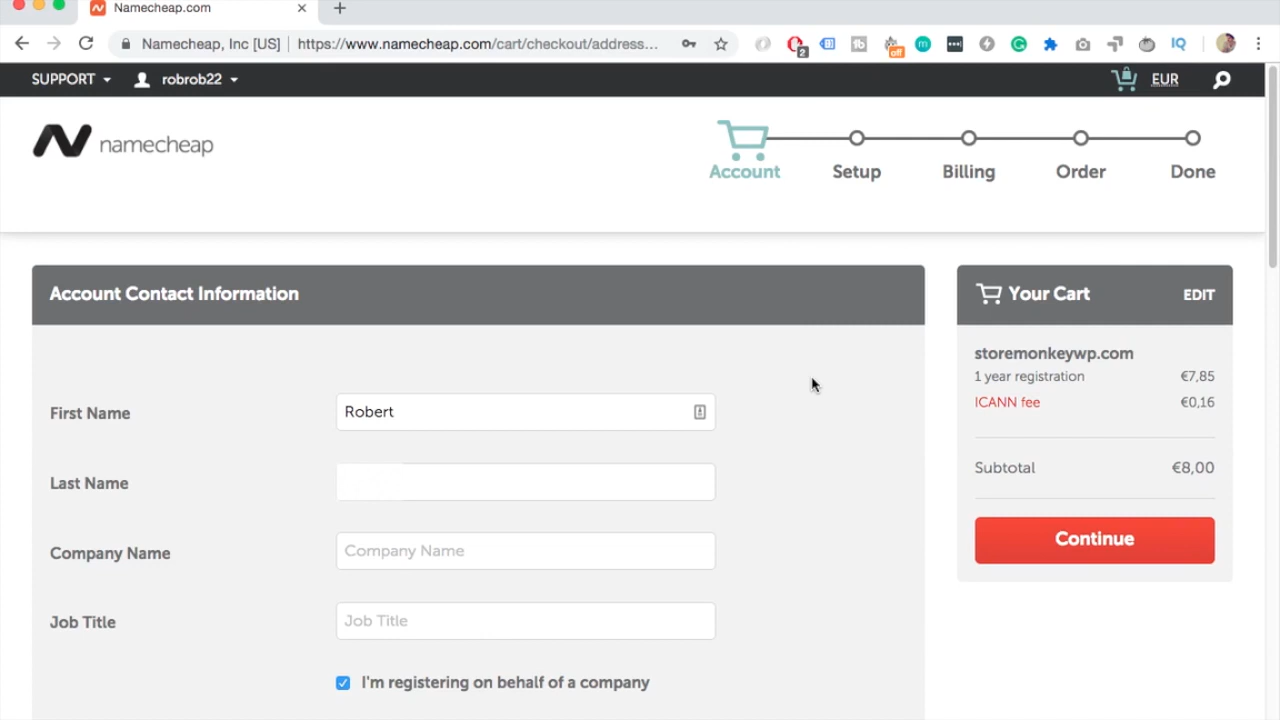 Namecheap.com
Namecheap, Inc [US] https://www.namecheap.com/cart/checkout/address...
2
off
IQ
SUPPORT robrob22 EUR
namecheap
Account Setup Billing Order Done
Account Contact Information
First Name Robert
Last Name
Company Name Company Name
Job Title Job Title
I'm registering on behalf of a company
Your Cart EDIT
storemonkeywp.com
1 year registration €7,85
ICANN fee €0,16
Subtotal €8,00
Continue